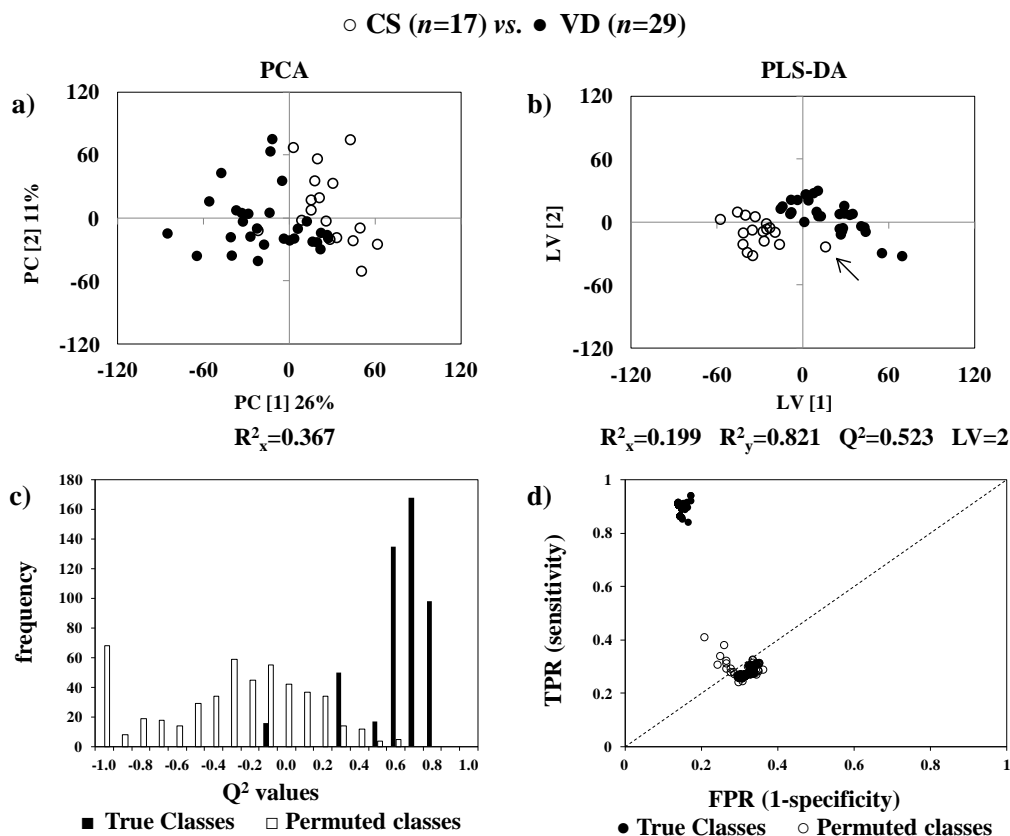 ○ CS (n=17) vs. ● VD (n=29)
PCA
a)
120
60
0
-60
-120
PC [2] 11%
-120 -60 0 60 120
PC [1] 26%
R²x=0.367
PLS-DA
b)
120
60
0
-60
-120
LV [2]
-120 -60 0 60 120
LV [1]
R²x=0.199 R²y=0.821 Q²=0.523 LV=2
c)
180
160
140
120
100
80
60
40
20
0
frequency
-1.0 -0.8 -0.6 -0.4 -0.2 0.0 0.2 0.4 0.6 0.8 1.0
Q² values
■ True Classes □ Permuted classes
d)
1
0.8
0.6
0.4
0.2
0
TPR (sensitivity)
0 0.2 0.4 0.6 0.8 1
FPR (1-specificity)
● True Classes ○ Permuted classes